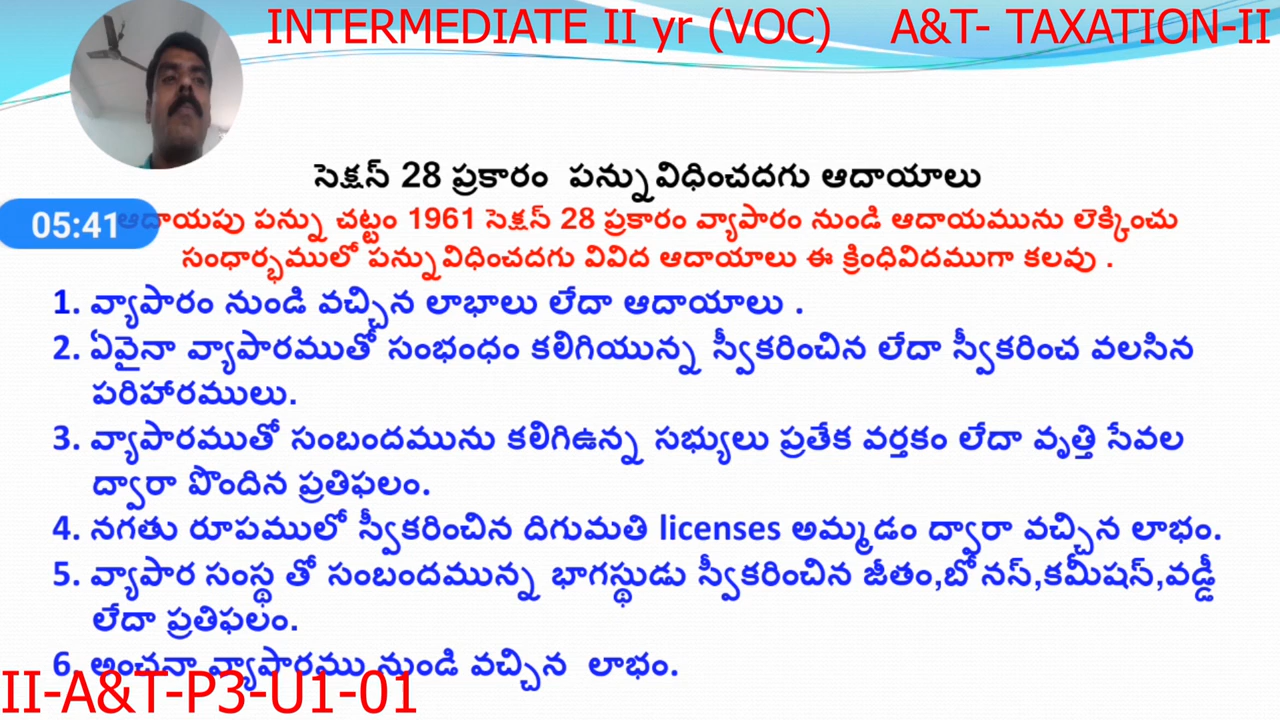 INTERMEDIATE II yr (VOC) A&T- TAXATION-II
సెక్షన్ 28 ప్రకారం పన్నువిధించదగు ఆదాయాలు
05:41
ఆదాయపు పన్ను చట్టం 1961 సెక్షన్ 28 ప్రకారం వ్యాపారం నుండి ఆదాయమును లెక్కించు
సంధార్భములో పన్నువిధించదగు వివిద ఆదాయాలు ఈ క్రింధివిదముగా కలవు .
1. వ్యాపారం నుండి వచ్చిన లాభాలు లేదా ఆదాయాలు .
2. ఏవైనా వ్యాపారముతో సంభంధం కలిగియున్న స్వీకరించిన లేదా స్వీకరించ వలసిన
పరిహారములు.
3. వ్యాపారముతో సంబందమును కలిగిఉన్న సభ్యులు ప్రతేక వర్తకం లేదా వృత్తి సేవల
ద్వారా పొందిన ప్రతిఫలం.
4. నగతు రూపములో స్వీకరించిన దిగుమతి licenses అమ్మడం ద్వారా వచ్చిన లాభం.
5. వ్యాపార సంస్థ తో సంబందమున్న భాగస్థుడు స్వీకరించిన జీతం,బోనస్,కమీషన్,వడ్డీ
లేదా ప్రతిఫలం.
6. అంచనా వ్యాపారము నుండి వచ్చిన లాభం.
II-A&T-P3-U1-01